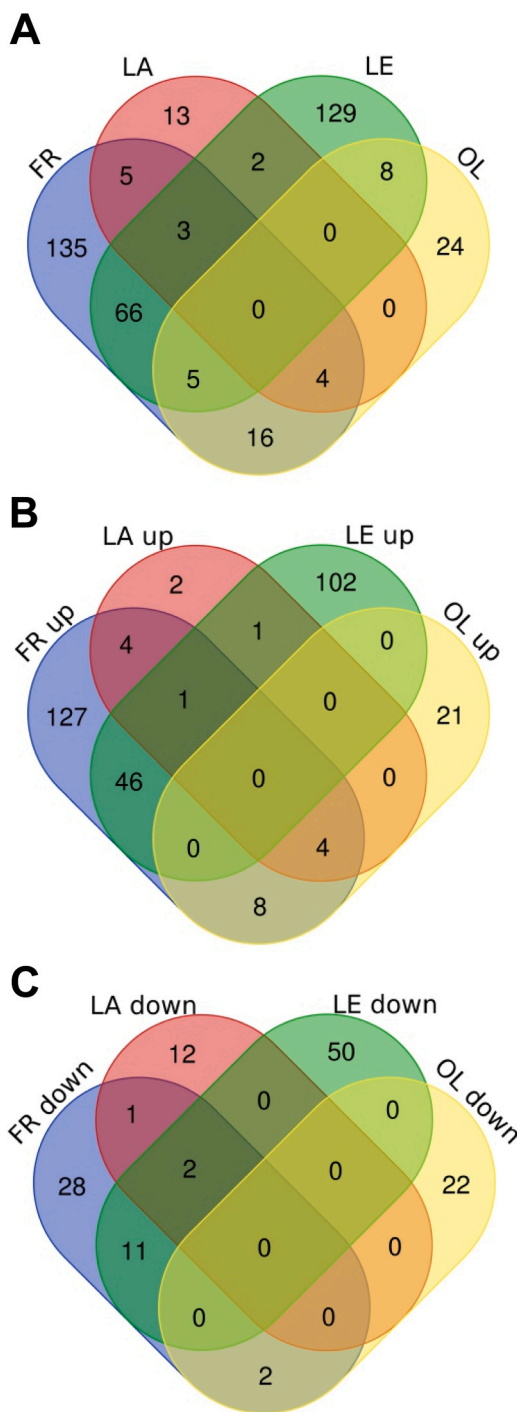 A
LA LE
FR OL
13 129
5 2 8
135 3 0 24
66 0 0
5 4
16
B
LA up LE up
FR up OL up
2 102
4 1 0
127 1 0 21
46 0 0
0 4
8
C
LA down LE down
FR down OL down
12 50
1 0 0
28 2 0 22
11 0 0
0 0
2